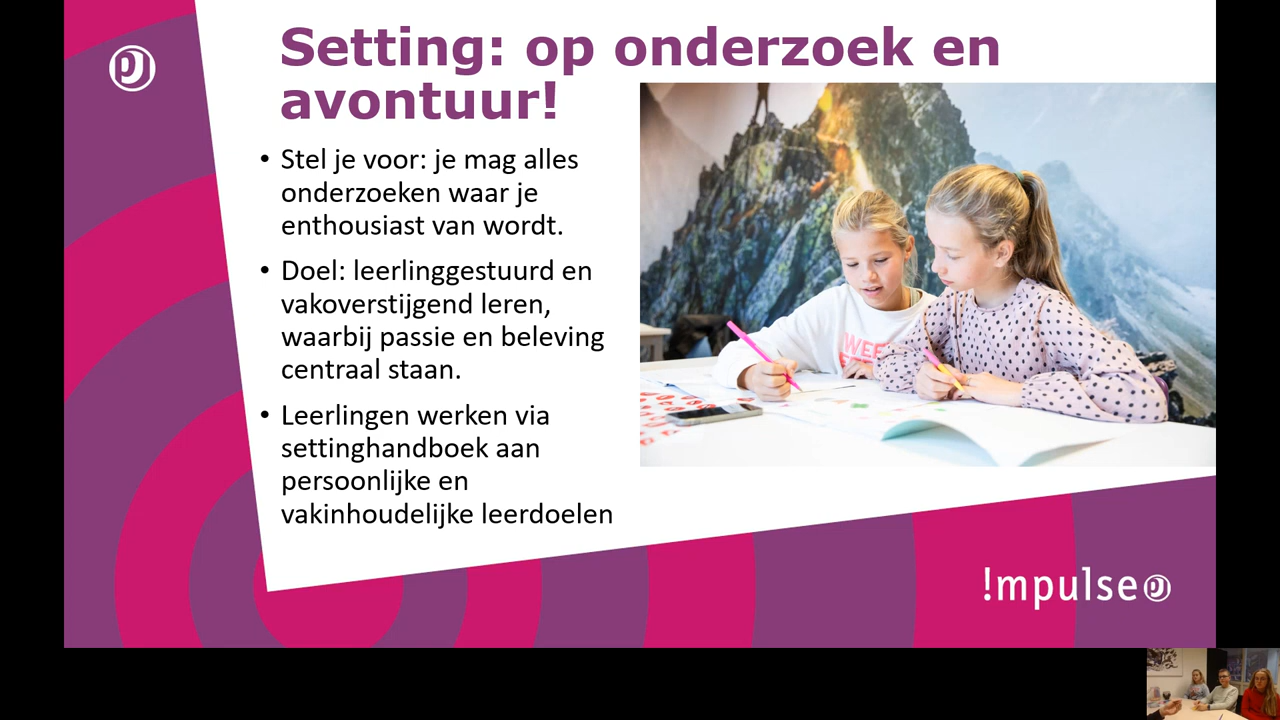 Setting: op onderzoek en
avontuur!
• Stel je voor: je mag alles
onderzoeken waar je
enthousiast van wordt.
• Doel: leerlinggestuurd en
vakoverstijgend leren,
waarbij passie en beleving
centraal staan.
• Leerlingen werken via
settinghandboek aan
persoonlijke en
vakinhoudelijke leerdoelen
!mpulse